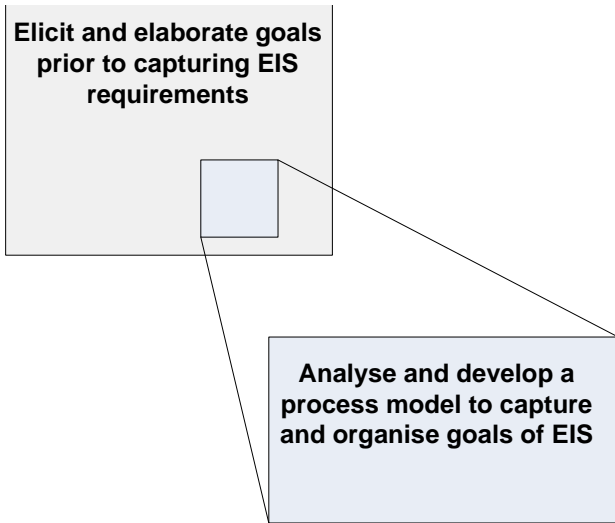 Elicit and elaborate goals
prior to capturing EIS
requirements
Analyse and develop a
process model to capture
and organise goals of EIS